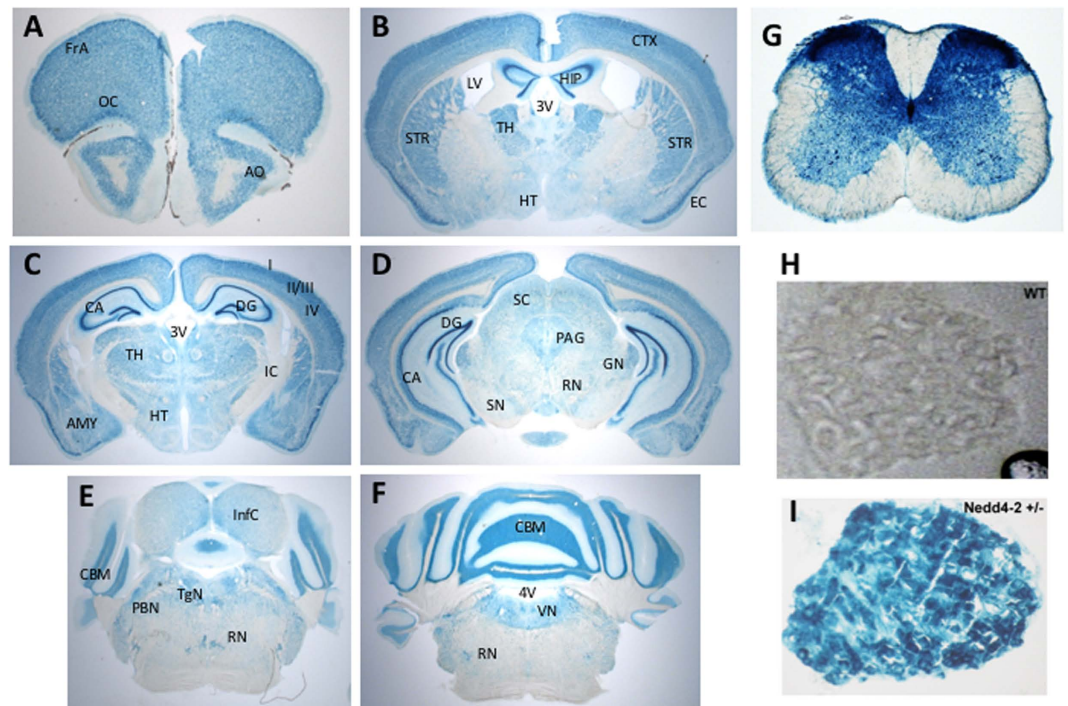 A
FrA
OC
AO
B
CTX
LV
HIP
3V
STR
TH
STR
HT
EC
G
C
I
II/III
IV
CA
DG
3V
TH
IC
HT
AMY
D
SC
DG
PAG
GN
CA
RN
SN
H
WT
E
InfC
CBM
TgN
PBN
RN
F
CBM
4V
VN
RN
I
Nedd4-2 +/-